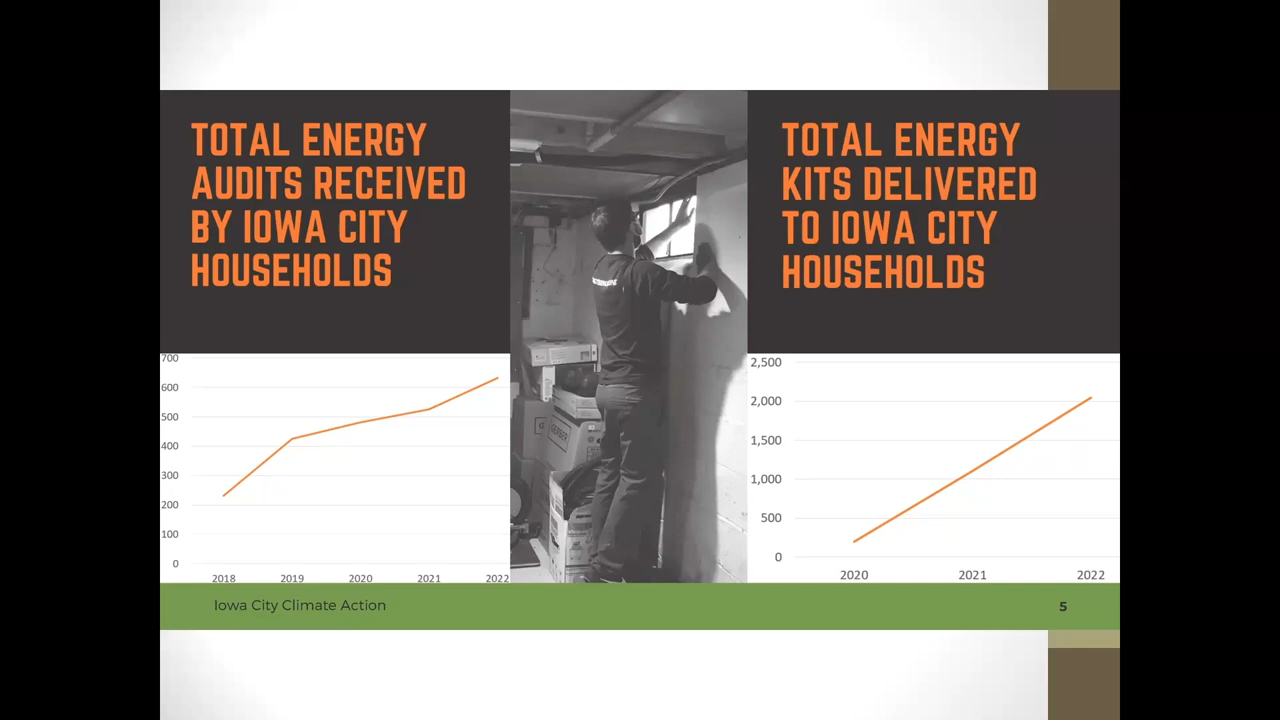 TOTAL ENERGY
AUDITS RECEIVED
BY IOWA CITY
HOUSEHOLDS
TOTAL ENERGY
KITS DELIVERED
TO IOWA CITY
HOUSEHOLDS
700
600
500
400
300
200
100
0
2018 2019 2020 2021 2022
GERBER
2,500
2,000
1,500
1,000
500
0
2020 2021 2022
Iowa City Climate Action
5